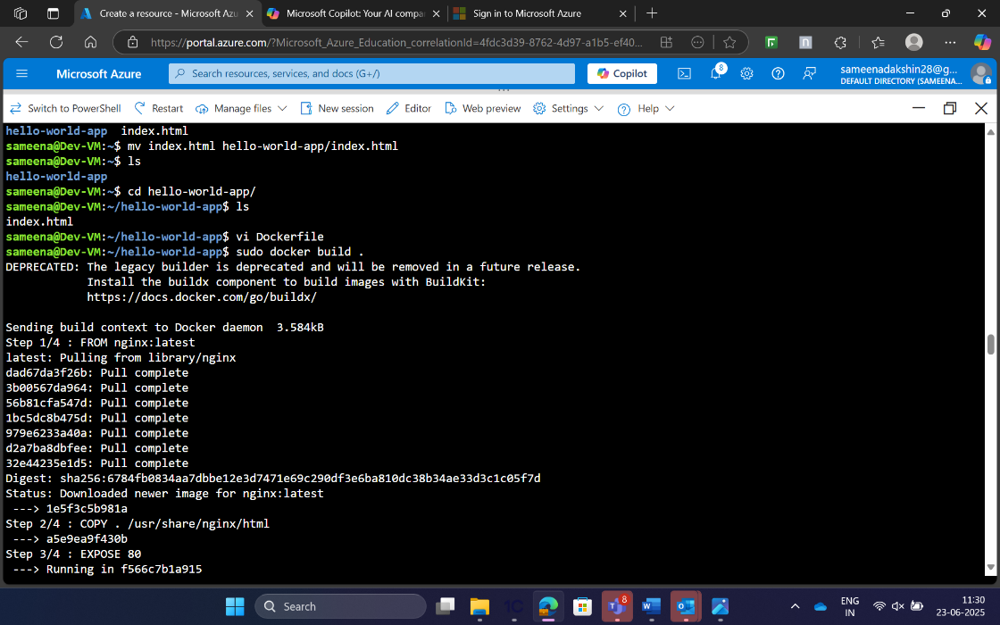 Create a resource - Microsoft Azu
Microsoft Copilot: Your AI compa
Sign in to Microsoft Azure
https://portal.azure.com/?Microsoft_Azure_Education_correlationId=4fdc3d39-8762-4d97-a1b5-ef40...
Microsoft Azure
Search resources, services, and docs (G+/)
Copilot
8
sameenadakshin28@g...
DEFAULT DIRECTORY (SAMEENA...
Switch to PowerShell
Restart
Manage files
New session
Editor
Web preview
Settings
Help
hello-world-app  index.html
sameena@Dev-VM:~$ mv index.html hello-world-app/index.html
sameena@Dev-VM:~$ ls
hello-world-app
sameena@Dev-VM:~$ cd hello-world-app/
sameena@Dev-VM:~/hello-world-app$ ls
index.html
sameena@Dev-VM:~/hello-world-app$ vi Dockerfile
sameena@Dev-VM:~/hello-world-app$ sudo docker build .
DEPRECATED: The legacy builder is deprecated and will be removed in a future release.
Install the buildx component to build images with BuildKit:
https://docs.docker.com/go/buildx/
Sending build context to Docker daemon  3.584kB
Step 1/4 : FROM nginx:latest
latest: Pulling from library/nginx
dad67da3f26b: Pull complete
3b00567da964: Pull complete
56b81cfa547d: Pull complete
1bc5dc8b475d: Pull complete
979e6233a40a: Pull complete
d2a7ba8dbfee: Pull complete
32e44235e1d5: Pull complete
Digest: sha256:6784fb0834aa7dbbe12e3d7471e69c290df3e6ba810dc38b34ae33d3c1c05f7d
Status: Downloaded newer image for nginx:latest
---> 1e5f3c5b981a
Step 2/4 : COPY . /usr/share/nginx/html
---> a5e9ea9f430b
Step 3/4 : EXPOSE 80
---> Running in f566c7b1a915
Search
8
ENG
IN
11:30
23-06-2025